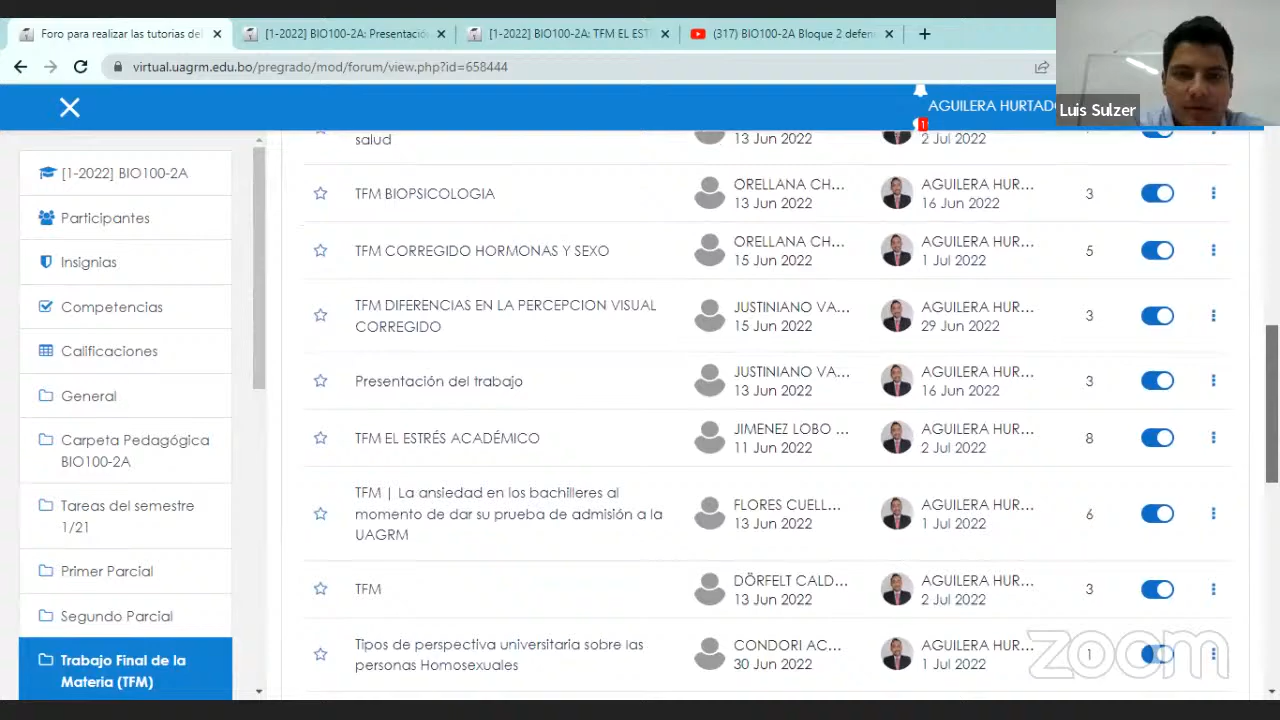 Foro para realizar las tutorias del
[1-2022] BIO100-2A: Presentació
[1-2022] BIO100-2A: TFM EL EST
(317) BIO100-2A Bloque 2 defen
virtual.uagrm.edu.bo/pregrado/mod/forum/view.php?id=658444
AGUILERA HURTADO
1
Luis Sulzer
[1-2022] BIO100-2A
Participantes
Insignias
Competencias
Calificaciones
General
Carpeta Pedagógica
BIO100-2A
Tareas del semestre
1/21
Primer Parcial
Segundo Parcial
Trabajo Final de la
Materia (TFM)
salud
13 Jun 2022
2 Jul 2022
TFM BIOPSICOLOGIA
ORELLANA CH...
13 Jun 2022
AGUILERA HUR...
16 Jun 2022
3
TFM CORREGIDO HORMONAS Y SEXO
ORELLANA CH...
15 Jun 2022
AGUILERA HUR...
1 Jul 2022
5
TFM DIFERENCIAS EN LA PERCEPCION VISUAL
CORREGIDO
JUSTINIANO VA...
15 Jun 2022
AGUILERA HUR...
29 Jun 2022
3
Presentación del trabajo
JUSTINIANO VA...
13 Jun 2022
AGUILERA HUR...
16 Jun 2022
3
TFM EL ESTRÉS ACADÉMICO
JIMENEZ LOBO ...
11 Jun 2022
AGUILERA HUR...
2 Jul 2022
8
TFM | La ansiedad en los bachilleres al
momento de dar su prueba de admisión a la
UAGRM
FLORES CUELL...
13 Jun 2022
AGUILERA HUR...
1 Jul 2022
6
TFM
DÖRFELT CALD...
13 Jun 2022
AGUILERA HUR...
2 Jul 2022
3
Tipos de perspectiva universitaria sobre las
personas Homosexuales
CONDORI AC...
30 Jun 2022
AGUILERA HUR...
1 Jul 2022
1
zoom